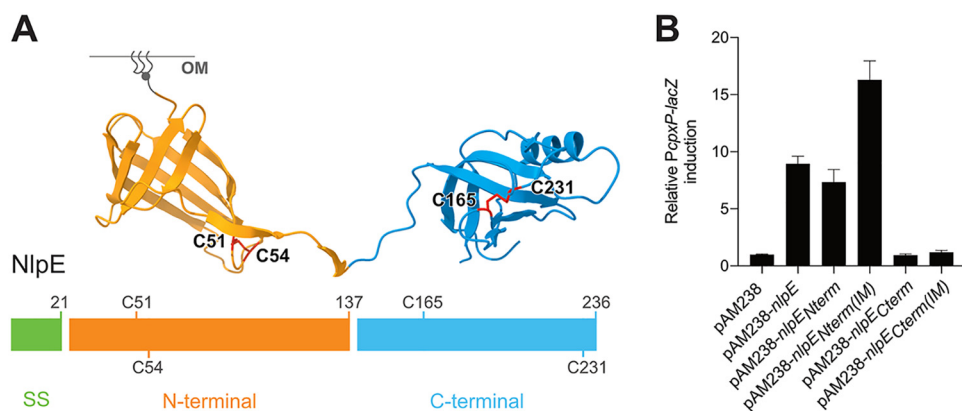 A
B
OM
C51
C54
C165
C231
NlpE
21
C51
137
C165
236
C54
C231
SS
N-terminal
C-terminal
Relative PcpxP-lacZ
induction
20
15
10
5
0
pAM238
pAM238-nlpE
pAM238-nlpENterm
pAM238-nlpENterm(IM)
pAM238-nlpECterm
pAM238-nlpECterm(IM)